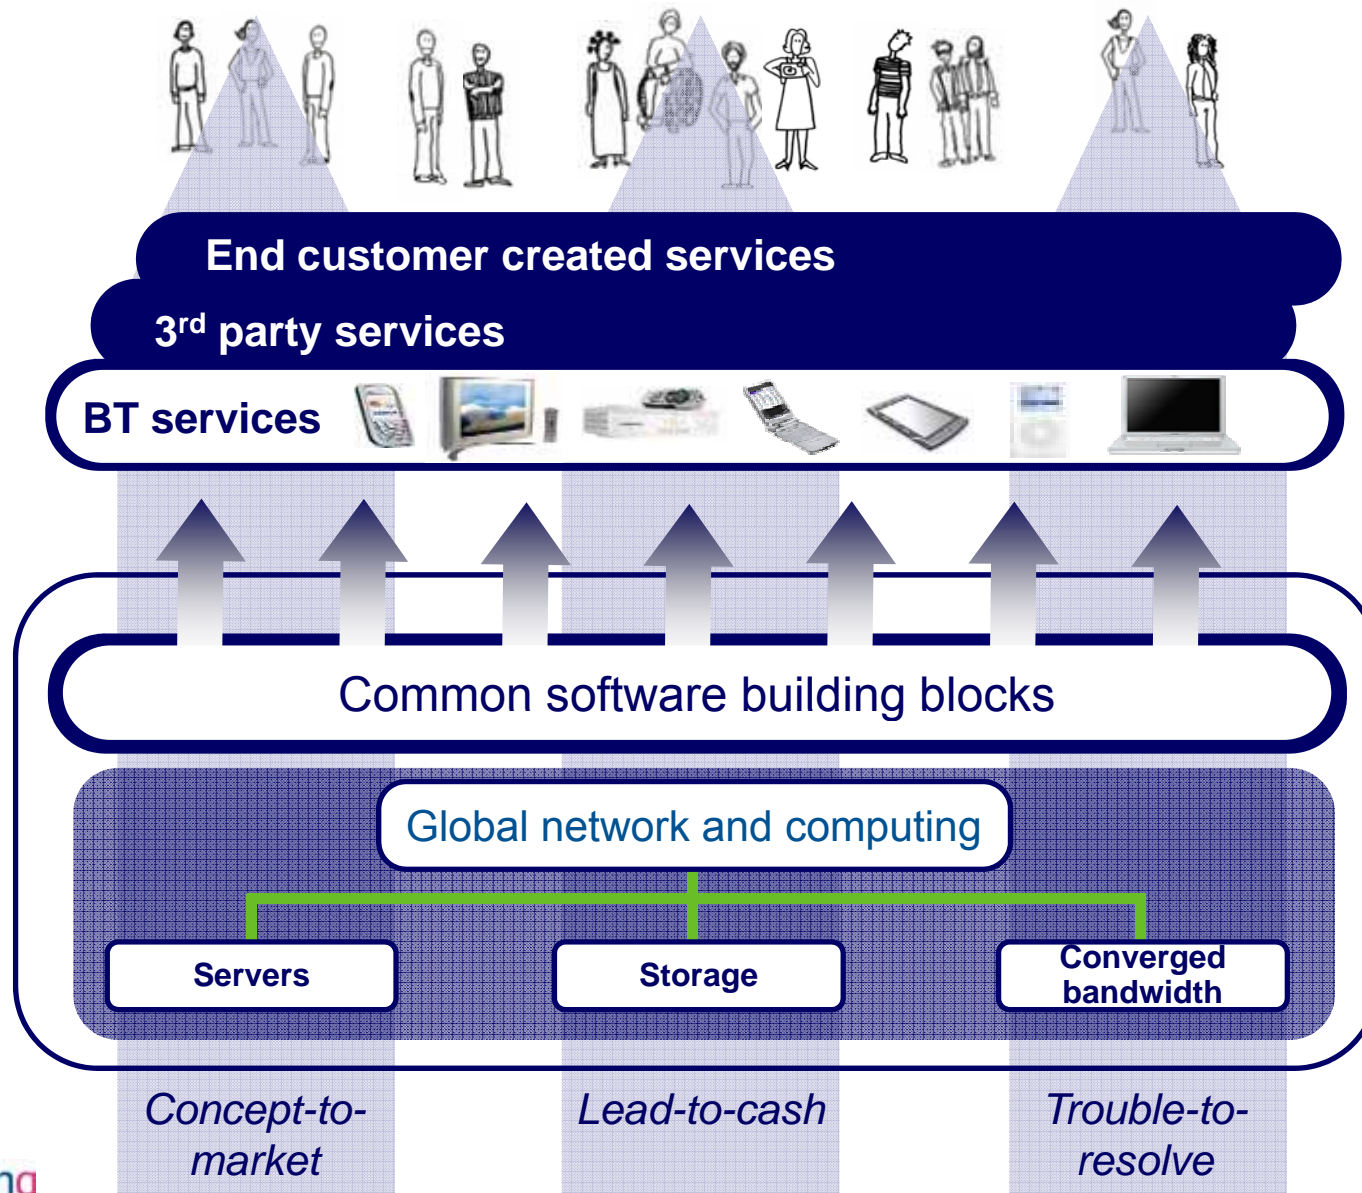 End customer created services
3rd party services
BT services
Common software building blocks
Global network and computing
Servers
Storage
Converged
bandwidth
Concept-to-
market
Lead-to-cash
Trouble-to-
resolve